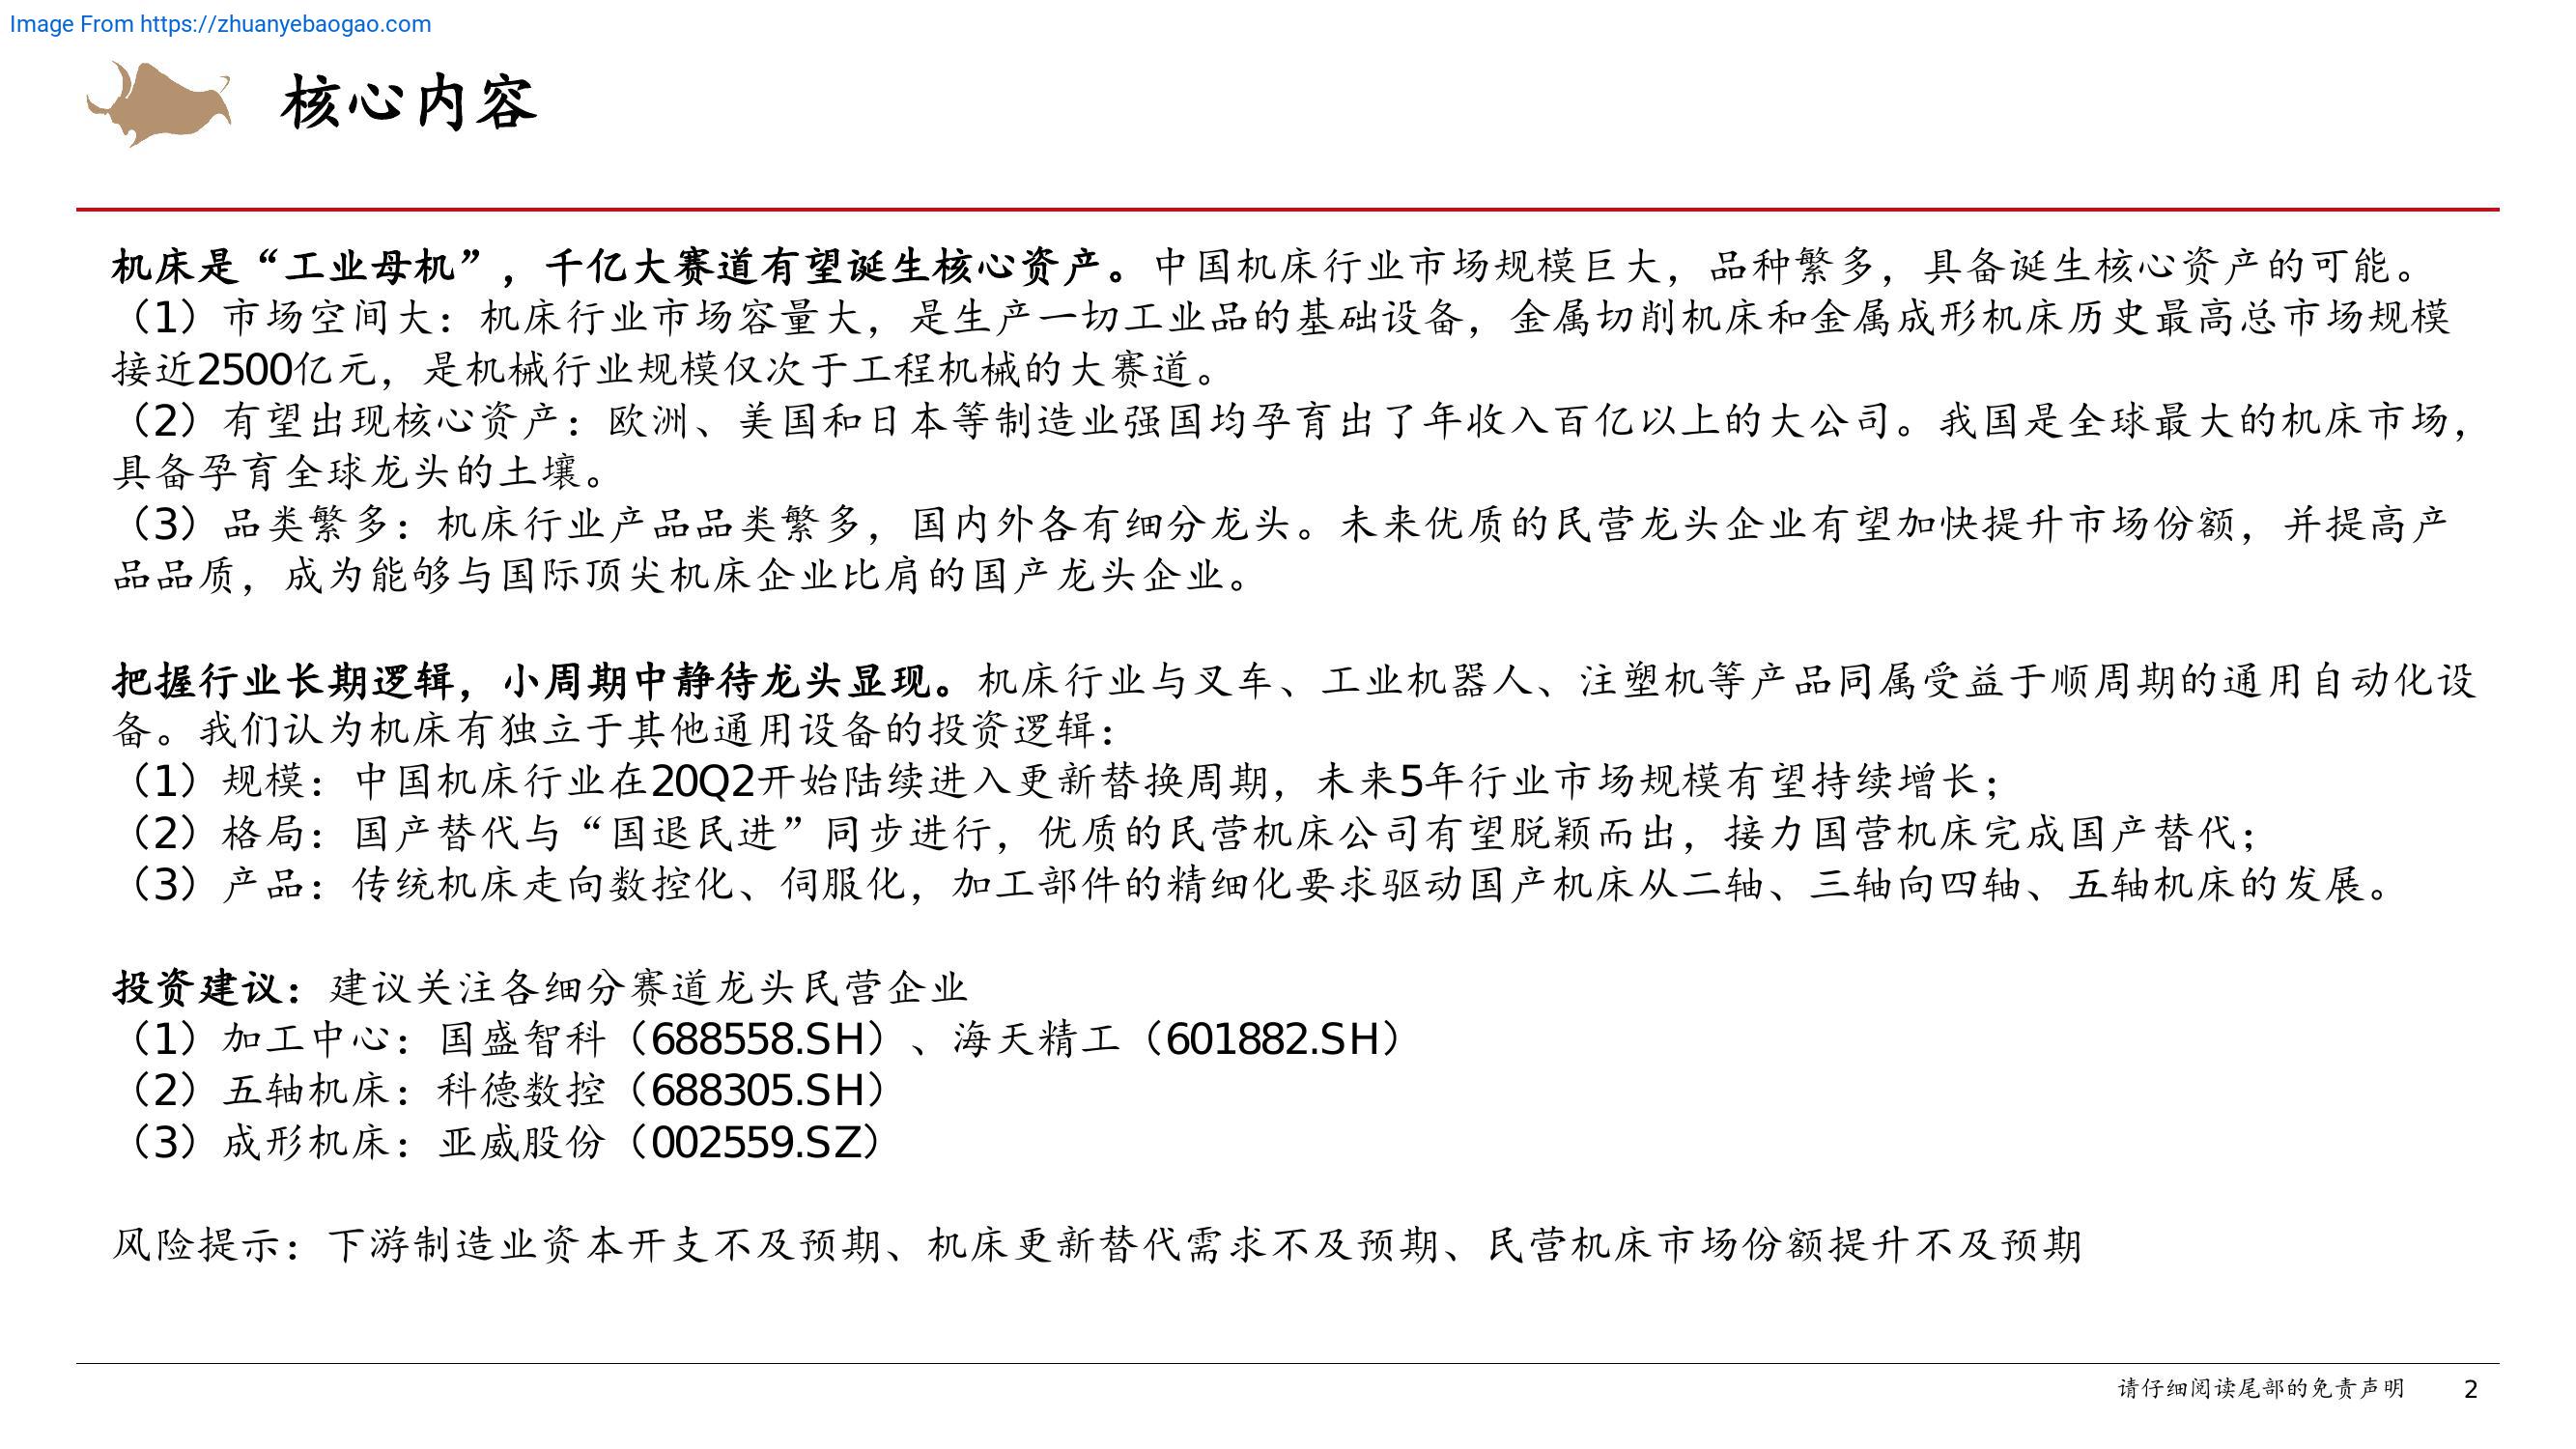 Image From https://zhuanyebaogao.com
核心内容
机床是“工业母机”，千亿大赛道有望诞生核心资产。中国机床行业市场规模巨大，品种繁多，具备诞生核心资产的可能。
（1）市场空间大：机床行业市场容量大，是生产一切工业品的基础设备，金属切削机床和金属成形机床历史最高总市场规模
接近2500亿元，是机械行业规模仅次于工程机械的大赛道。
（2）有望出现核心资产：欧洲、美国和日本等制造业强国均孕育出了年收入百亿以上的大公司。我国是全球最大的机床市场，
具备孕育全球龙头的土壤。
（3）品类繁多：机床行业产品品类繁多，国内外各有细分龙头。未来优质的民营龙头企业有望加快提升市场份额，并提高产
品品质，成为能够与国际顶尖机床企业比肩的国产龙头企业。
把握行业长期逻辑，小周期中静待龙头显现。机床行业与叉车、工业机器人、注塑机等产品同属受益于顺周期的通用自动化设
备。我们认为机床有独立于其他通用设备的投资逻辑：
（1）规模：中国机床行业在20Q2开始陆续进入更新替换周期，未来5年行业市场规模有望持续增长；
（2）格局：国产替代与“国退民进”同步进行，优质的民营机床公司有望脱颖而出，接力国营机床完成国产替代；
（3）产品：传统机床走向数控化、伺服化，加工部件的精细化要求驱动国产机床从二轴、三轴向四轴、五轴机床的发展。
投资建议：建议关注各细分赛道龙头民营企业
（1）加工中心：国盛智科（688558.SH）、海天精工（601882.SH）
（2）五轴机床：科德数控（688305.SH）
（3）成形机床：亚威股份（002559.SZ）
风险提示：下游制造业资本开支不及预期、机床更新替代需求不及预期、民营机床市场份额提升不及预期
请仔细阅读尾部的免责声明 2